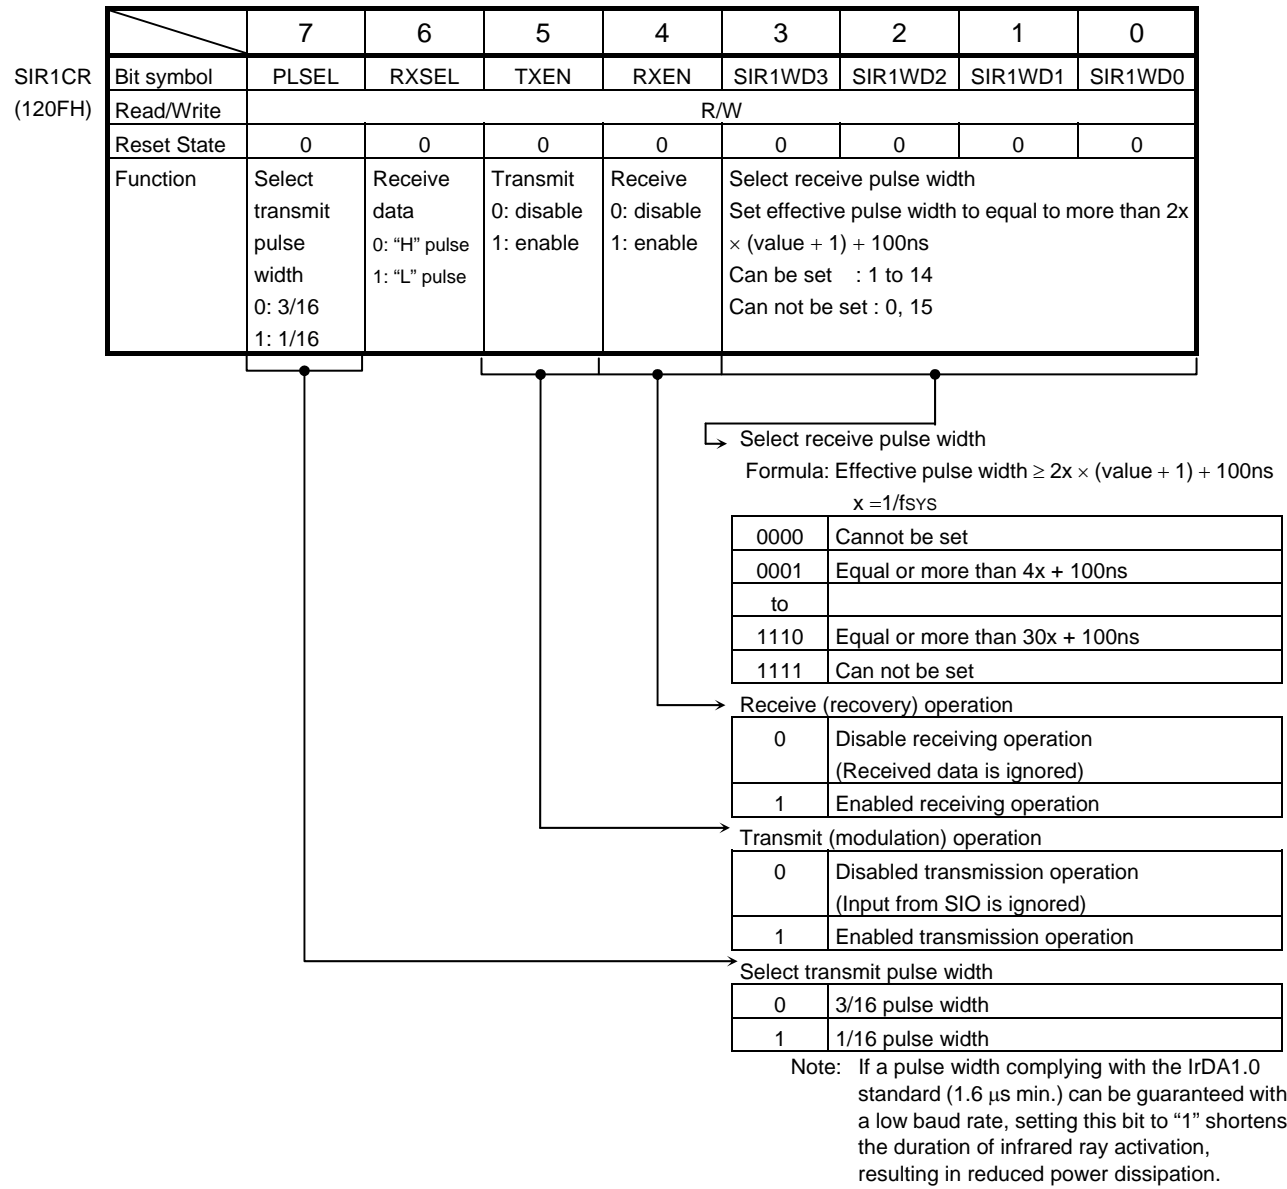 7 6 5 4 3 2 1 0
SIR1CR Bit symbol PLSEL RXSEL TXEN RXEN SIR1WD3 SIR1WD2 SIR1WD1 SIR1WD0
(120FH) Read/Write R/W
Reset State 0 0 0 0 0 0 0 0
Function Select Receive Transmit Receive Select receive pulse width
transmit data 0: disable 0: disable Set effective pulse width to equal to more than 2x
pulse 0: “H” pulse 1: enable 1: enable × (value + 1) + 100ns
width 1: “L” pulse Can be set : 1 to 14
0: 3/16 Can not be set : 0, 15
1: 1/16
Select receive pulse width
Formula: Effective pulse width ≥ 2x × (value + 1) + 100ns
x =1/fSYS
0000 Cannot be set
0001 Equal or more than 4x + 100ns
to
1110 Equal or more than 30x + 100ns
1111 Can not be set
Receive (recovery) operation
0 Disable receiving operation
(Received data is ignored)
1 Enabled receiving operation
Transmit (modulation) operation
0 Disabled transmission operation
(Input from SIO is ignored)
1 Enabled transmission operation
Select transmit pulse width
0 3/16 pulse width
1 1/16 pulse width
Note: If a pulse width complying with the IrDA1.0
standard (1.6 μs min.) can be guaranteed with
a low baud rate, setting this bit to “1” shortens
the duration of infrared ray activation,
resulting in reduced power dissipation.